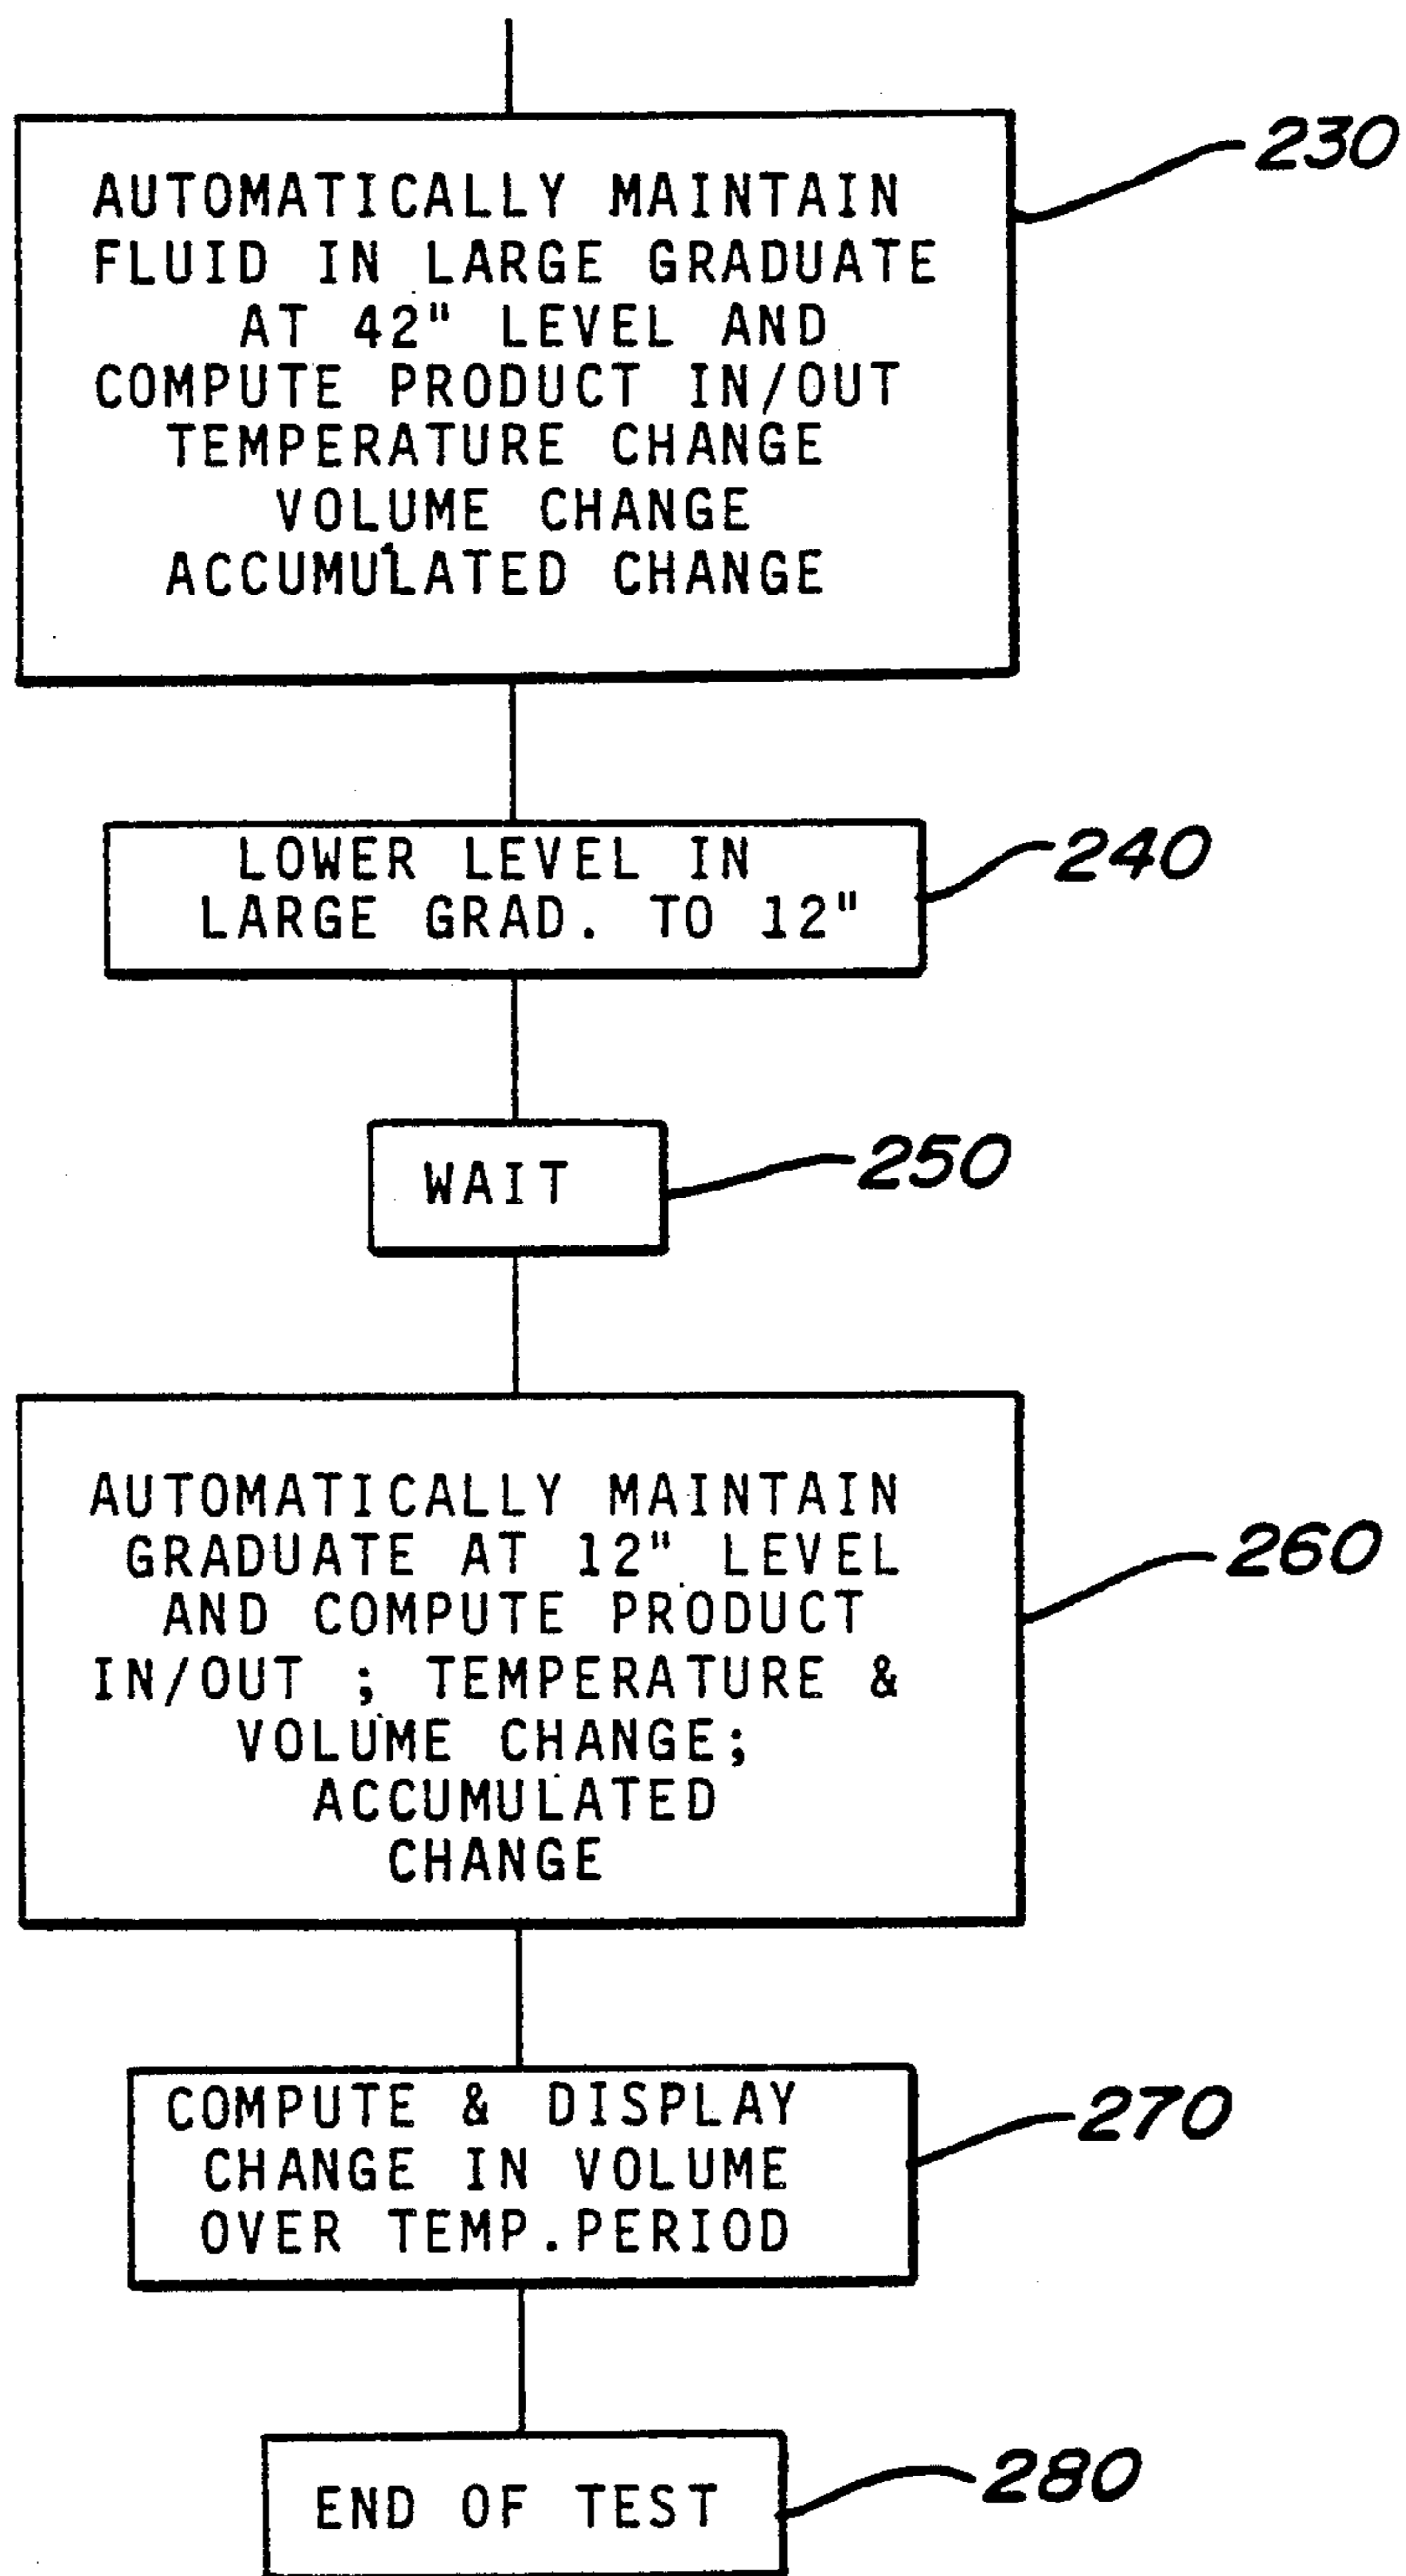 AUTOMATICALLY MAINTAIN
FLUID IN LARGE GRADUATE
AT 42" LEVEL AND
COMPUTE PRODUCT IN/OUT
TEMPERATURE CHANGE
VOLUME CHANGE
ACCUMULATED CHANGE
230
LOWER LEVEL IN
LARGE GRAD. TO 12"
240
WAIT
250
AUTOMATICALLY MAINTAIN
GRADUATE AT 12" LEVEL
AND COMPUTE PRODUCT
IN/OUT ; TEMPERATURE &
VOLUME CHANGE;
ACCUMULATED
CHANGE
260
COMPUTE & DISPLAY
CHANGE IN VOLUME
OVER TEMP.PERIOD
270
END OF TEST
280